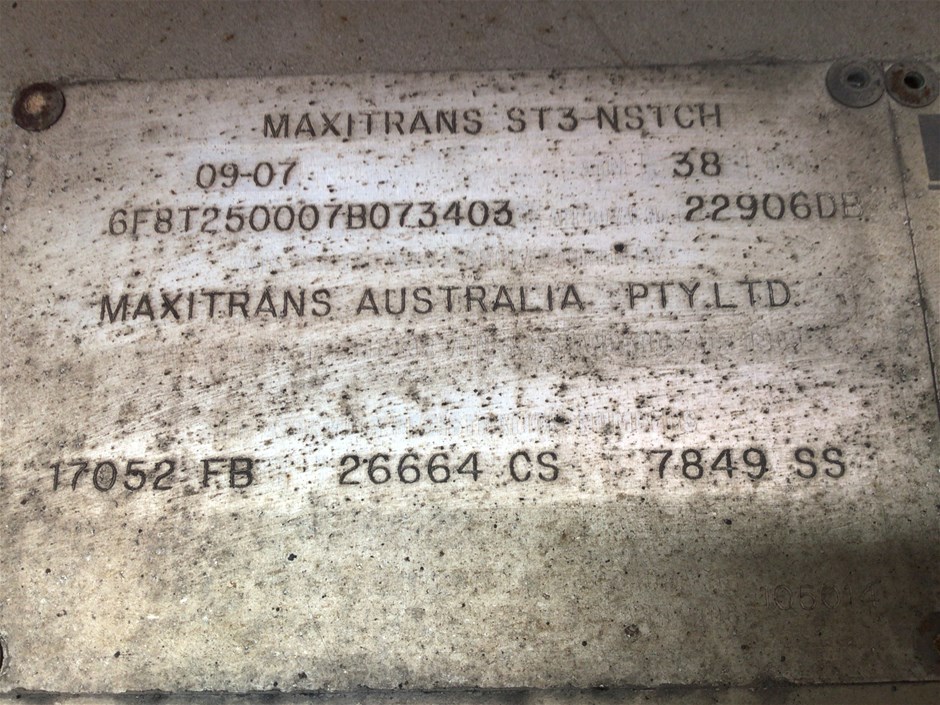 MAXITRANS ST3-NSTCH
09-07 38
6F8T250007B073403 22906DB
MAXITRANS AUSTRALIA PTY.LTD.
17052 FB 26664 CS 7849 SS